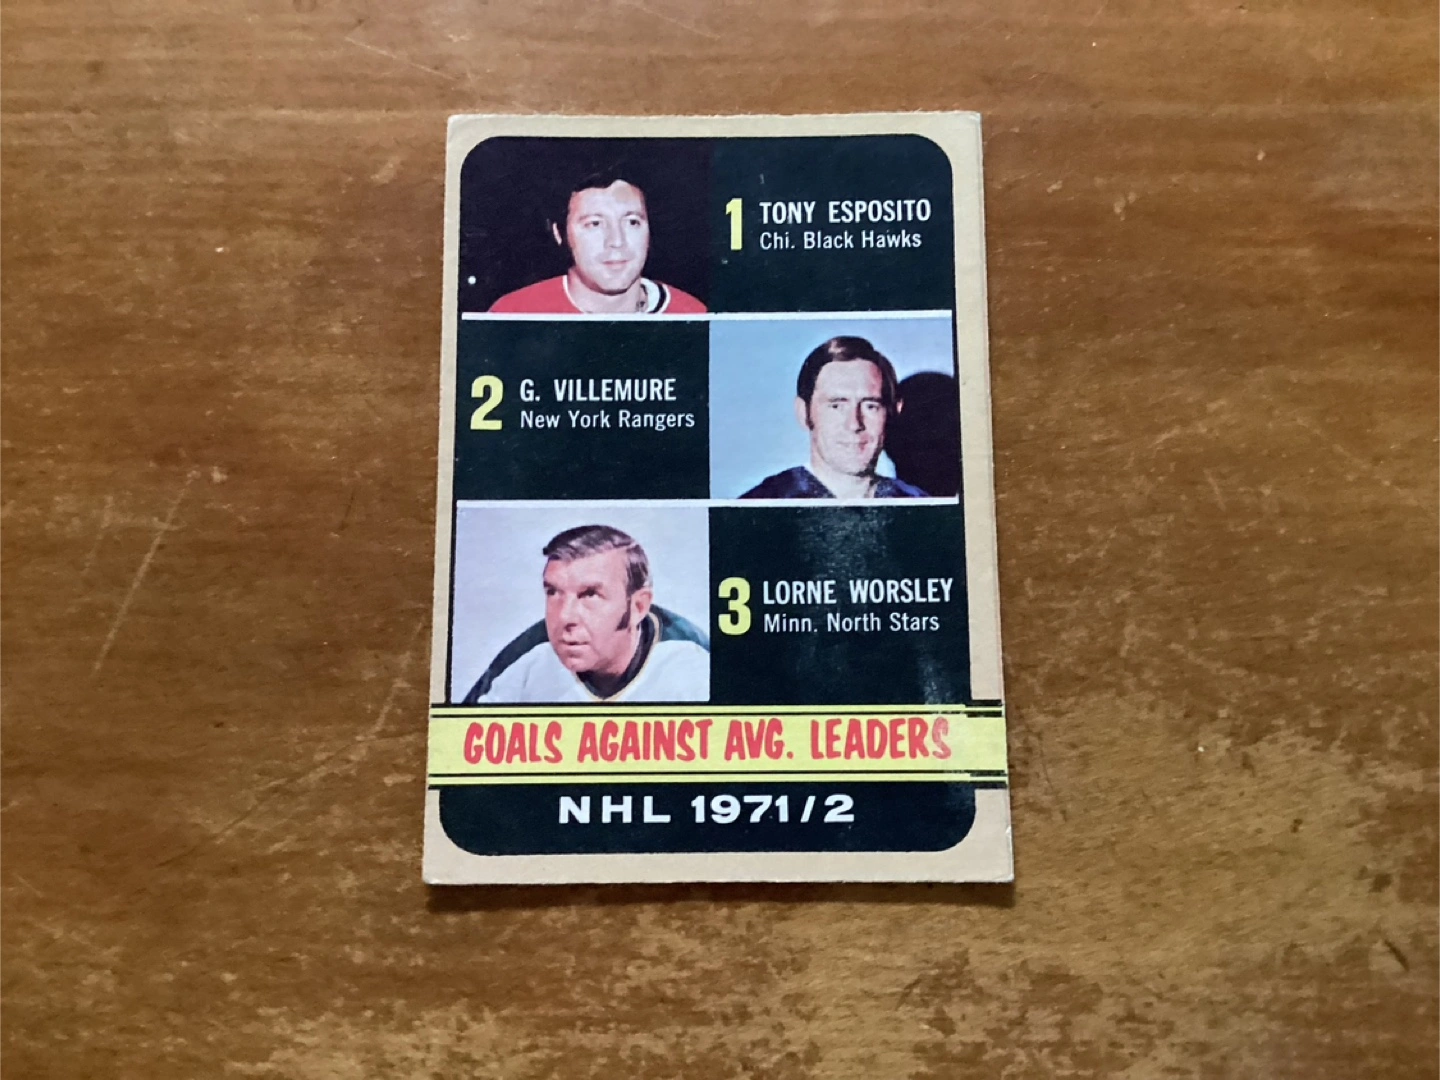 1 TONY ESPOSITO
Chi. Black Hawks
2 G. VILLEMURE
New York Rangers
3 LORNE WORSLEY
Minn. North Stars
GOALS AGAINST AVG. LEADERS
NHL 1971/2